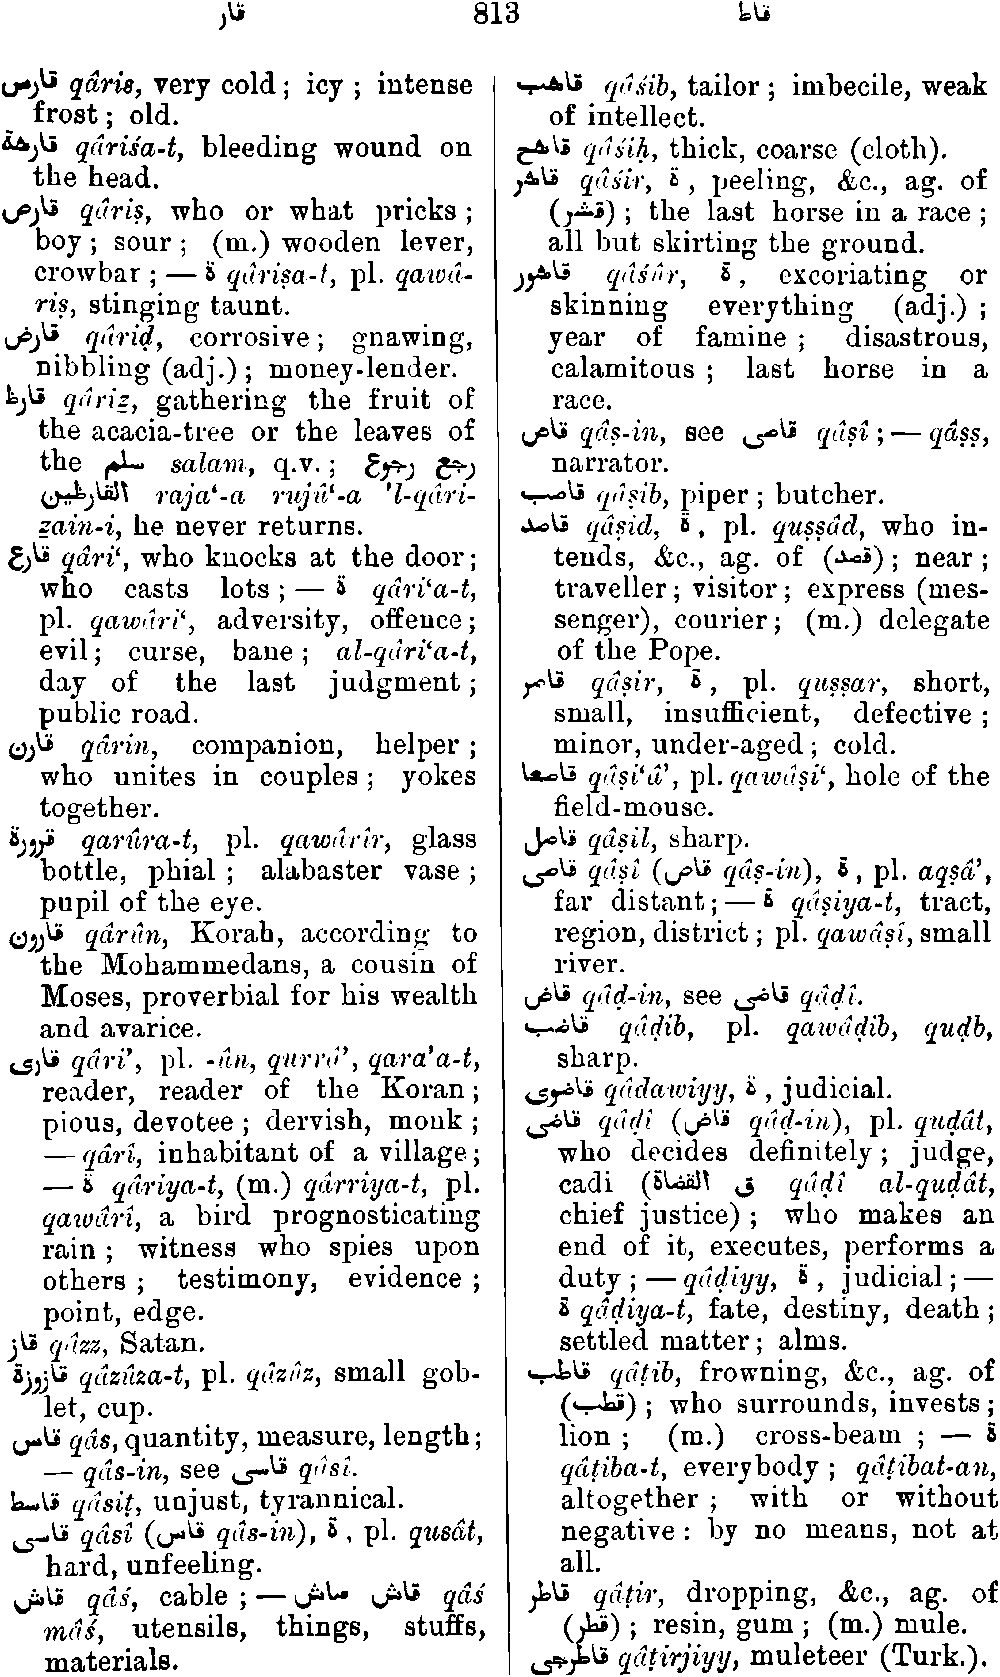 قار 813 قاط
قارس qâris, very cold; icy; intense
frost; old.
قارشة qâriśa-t, bleeding wound on
the head.
قارص qâriṣ, who or what pricks;
boy; sour; (m.) wooden lever,
crowbar; — ة qâriṣa-t, pl. qawâ-
riṣ, stinging taunt.
قارض qâriḍ, corrosive; gnawing,
nibbling (adj.); money-lender.
قارظ qâriẕ, gathering the fruit of
the acacia-tree or the leaves of
the سلم salam, q.v.; رجع رجوع
القارظين raja‘-a rujû‘-a 'l-qâri-
ẕain-i, he never returns.
قارع qâri‘, who knocks at the door;
who casts lots; — ة qâri‘a-t,
pl. qawâri‘, adversity, offence;
evil; curse, bane; al-qâri‘a-t,
day of the last judgment;
public road.
قارن qârin, companion, helper;
who unites in couples; yokes
together.
قرورة qarûra-t, pl. qawârîr, glass
bottle, phial; alabaster vase;
pupil of the eye.
قارون qârûn, Korah, according to
the Mohammedans, a cousin of
Moses, proverbial for his wealth
and avarice.
قارى qâri’, pl. -ûn, qurrâ’, qara’a-t,
reader, reader of the Koran;
pious, devotee; dervish, monk;
— qârî, inhabitant of a village;
— ة qâriya-t, (m.) qârriya-t, pl.
qawârî, a bird prognosticating
rain; witness who spies upon
others; testimony, evidence;
point, edge.
قاز qâzz, Satan.
قازوزة qâzûza-t, pl. qâzûz, small gob-
let, cup.
قاس qâs, quantity, measure, length;
— qâs-in, see قاسى qâsî.
قاسط qâsiṭ, unjust, tyrannical.
قاسى qâsî (قاس qâs-in), ة, pl. qusât,
hard, unfeeling.
قاش qâś, cable; — قاش ماش qâś
mâś, utensils, things, stuffs,
materials.
قاشب qâśib, tailor; imbecile, weak
of intellect.
قاشح qâśiḥ, thick, coarse (cloth).
قاشر qâśir, ة, peeling, &c., ag. of
(قشر); the last horse in a race;
all but skirting the ground.
قاشور qâśûr, ة, excoriating or
skinning everything (adj.);
year of famine; disastrous,
calamitous; last horse in a
race.
قاص qâṣ-in, see قاصى qâṣî; — qâṣṣ,
narrator.
قاصب qâṣib, piper; butcher.
قاصد qâṣid, ة, pl. quṣṣâd, who in-
tends, &c., ag. of (قصد); near;
traveller; visitor; express (mes-
senger), courier; (m.) delegate
of the Pope.
قاصر qâṣir, ة, pl. quṣṣar, short,
small, insufficient, defective;
minor, under-aged; cold.
قاصعا qâṣi‘â’, pl. qawâṣi‘, hole of the
field-mouse.
قاصل qâṣil, sharp.
قاصى qâṣî (قاص qâṣ-in), ة, pl. aqṣâ’,
far distant; — ة qâṣiya-t, tract,
region, district; pl. qawâṣî, small
river.
قاض qâḍ-in, see قاضى qâḍî.
قاضب qâḍib, pl. qawâḍib, quḍb,
sharp.
قاضوى qâdawiyy, ة, judicial.
قاضى qâḍî (قاض qâḍ-in), pl. quḍât,
who decides definitely; judge,
cadi (ق القضاة qâḍî al-quḍât,
chief justice); who makes an
end of it, executes, performs a
duty; — qâḍiyy, ة, judicial; —
ة qâḍiya-t, fate, destiny, death;
settled matter; alms.
قاطب qâṭib, frowning, &c., ag. of
(قطب); who surrounds, invests;
lion; (m.) cross-beam; — ة
qâṭiba-t, everybody; qâṭibat-an,
altogether; with or without
negative: by no means, not at
all.
قاطر qâṭir, dropping, &c., ag. of
(قطر); resin, gum; (m.) mule.
قاطرجى qâṭirjiyy, muleteer (Turk.).